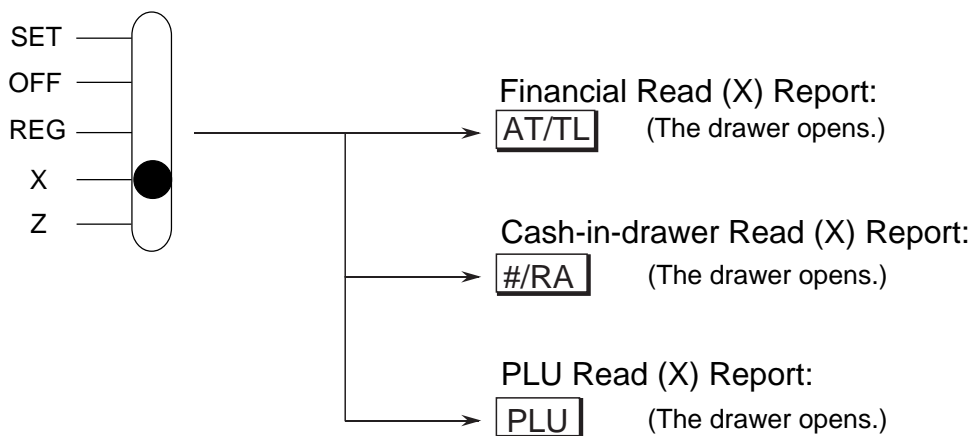 SET
OFF
REG
X
Z
Financial Read (X) Report:
AT/TL (The drawer opens.)
Cash-in-drawer Read (X) Report:
#/RA (The drawer opens.)
PLU Read (X) Report:
PLU (The drawer opens.)